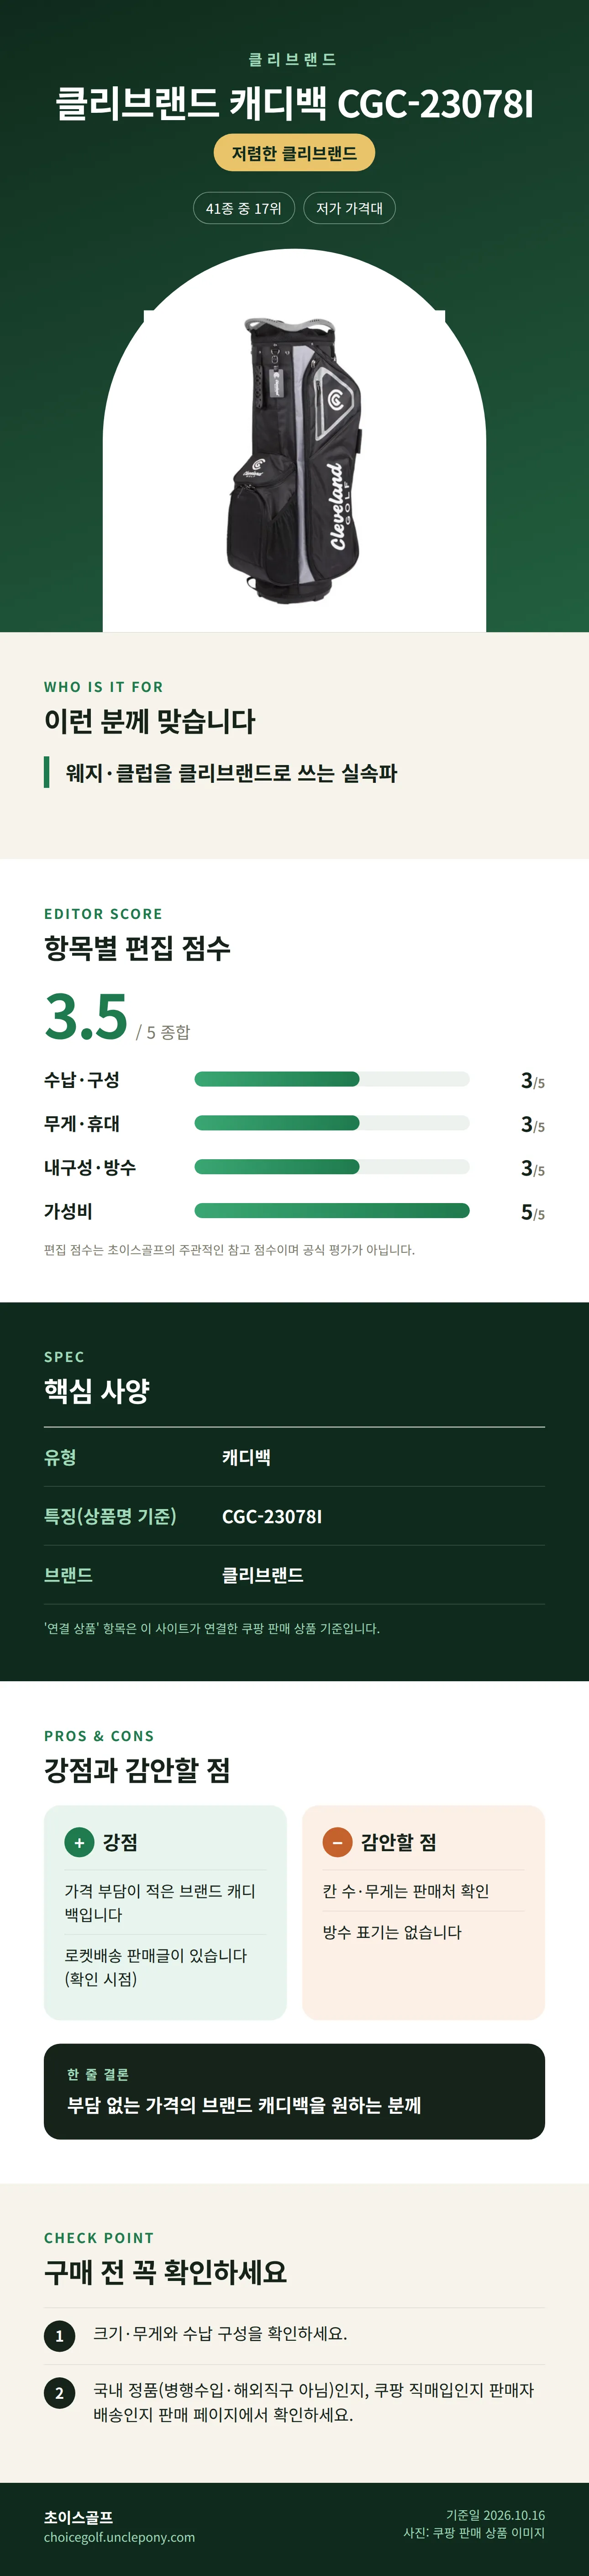 클리브랜드
클리브랜드 캐디백 CGC-23078I
저렴한 클리브랜드
41종 중 17위
저가 가격대
Cleveland
GOLF
WHO IS IT FOR
이런 분께 맞습니다
웨지·클럽을 클리브랜드로 쓰는 실속파
EDITOR SCORE
항목별 편집 점수
3.5 / 5 종합
수납·구성 3/5
무게·휴대 3/5
내구성·방수 3/5
가성비 5/5
편집 점수는 초이스골프의 주관적인 참고 점수이며 공식 평가가 아닙니다.
SPEC
핵심 사양
유형 캐디백
특징(상품명 기준) CGC-23078I
브랜드 클리브랜드
'연결 상품' 항목은 이 사이트가 연결한 쿠팡 판매 상품 기준입니다.
PROS & CONS
강점과 감안할 점
+ 강점
가격 부담이 적은 브랜드 캐디
백입니다
로켓배송 판매글이 있습니다
(확인 시점)
− 감안할 점
칸 수·무게는 판매처 확인
방수 표기는 없습니다
한 줄 결론
부담 없는 가격의 브랜드 캐디백을 원하는 분께
CHECK POINT
구매 전 꼭 확인하세요
1 크기·무게와 수납 구성을 확인하세요.
2 국내 정품(병행수입·해외직구 아님)인지, 쿠팡 직매입인지 판매자
배송인지 판매 페이지에서 확인하세요.
초이스골프
choicegolf.unclepony.com
기준일 2026.10.16
사진: 쿠팡 판매 상품 이미지